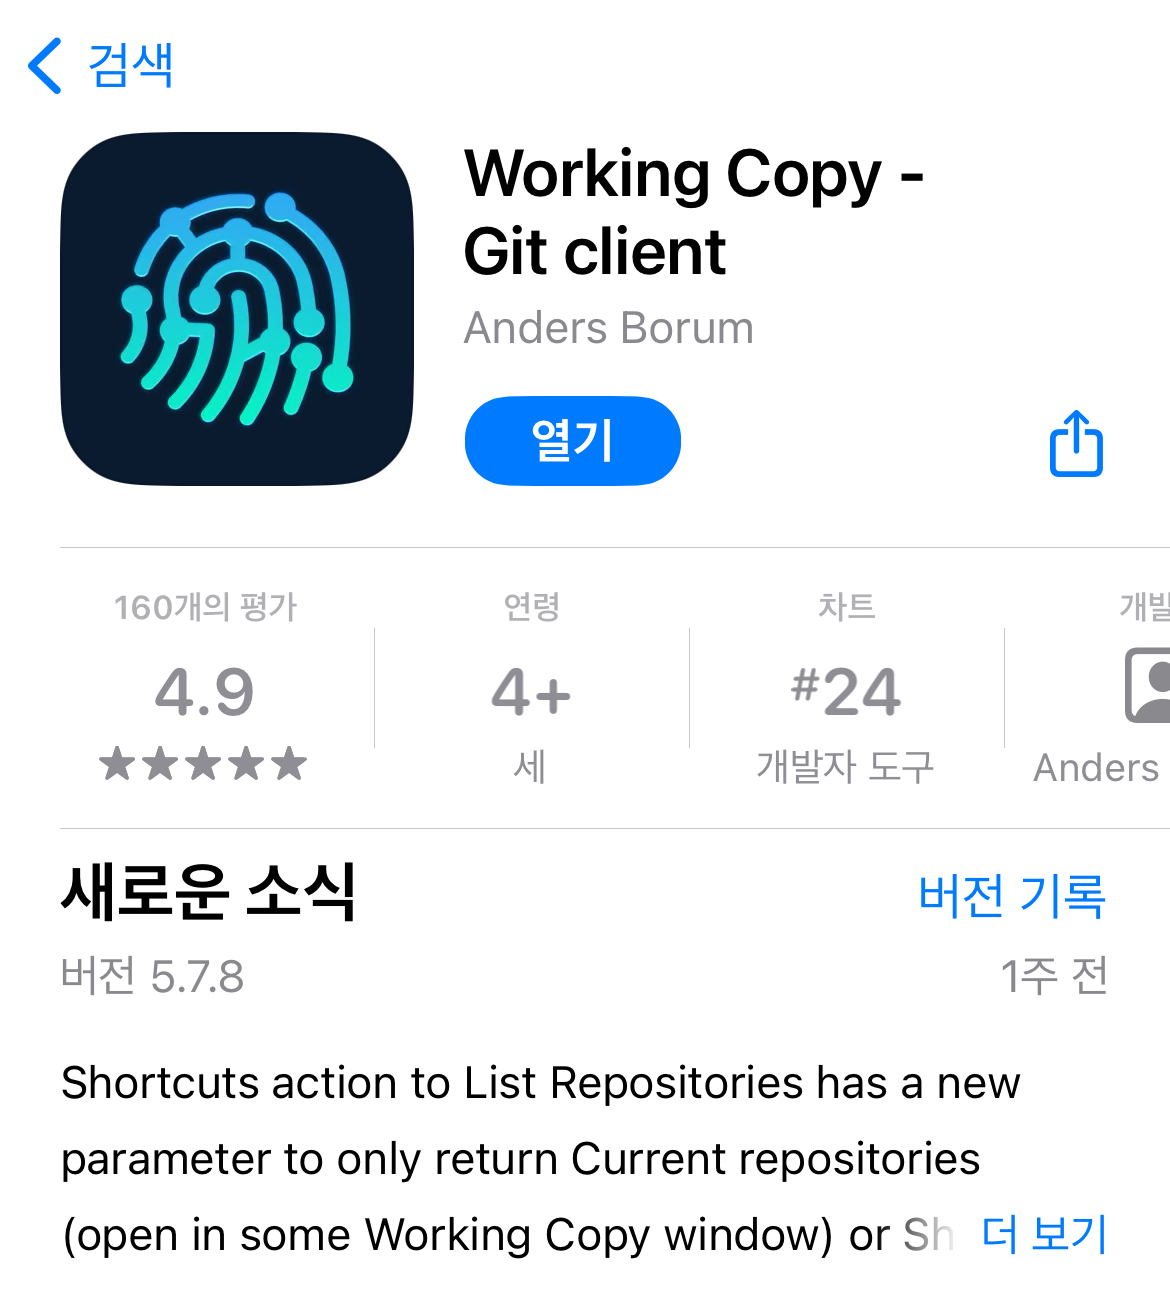 검색
Working Copy -
Git client
Anders Borum
열기
160개의 평가
4.9
연령
4+
세
차트
#24
개발자 도구
개발
Anders
새로운 소식
버전 기록
버전 5.7.8
1주 전
Shortcuts action to List Repositories has a new
parameter to only return Current repositories
(open in some Working Copy window) or Sh 더 보기